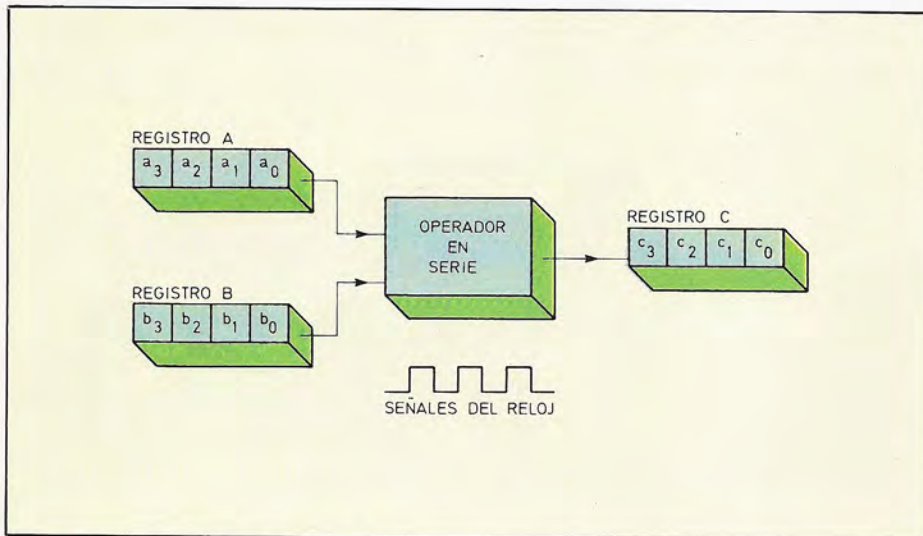 REGISTRO A
a3 a2 a1 a0
REGISTRO B
b3 b2 b1 b0
OPERADOR
EN
SERIE
REGISTRO C
c3 c2 c1 c0
SEÑALES DEL RELOJ